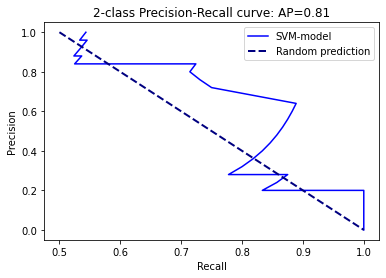 2-class Precision-Recall curve: AP=0.81
SVM-model
Random prediction
Precision
1.0
0.8
0.6
0.4
0.2
0.0
0.5
0.6
0.7
0.8
0.9
1.0
Recall